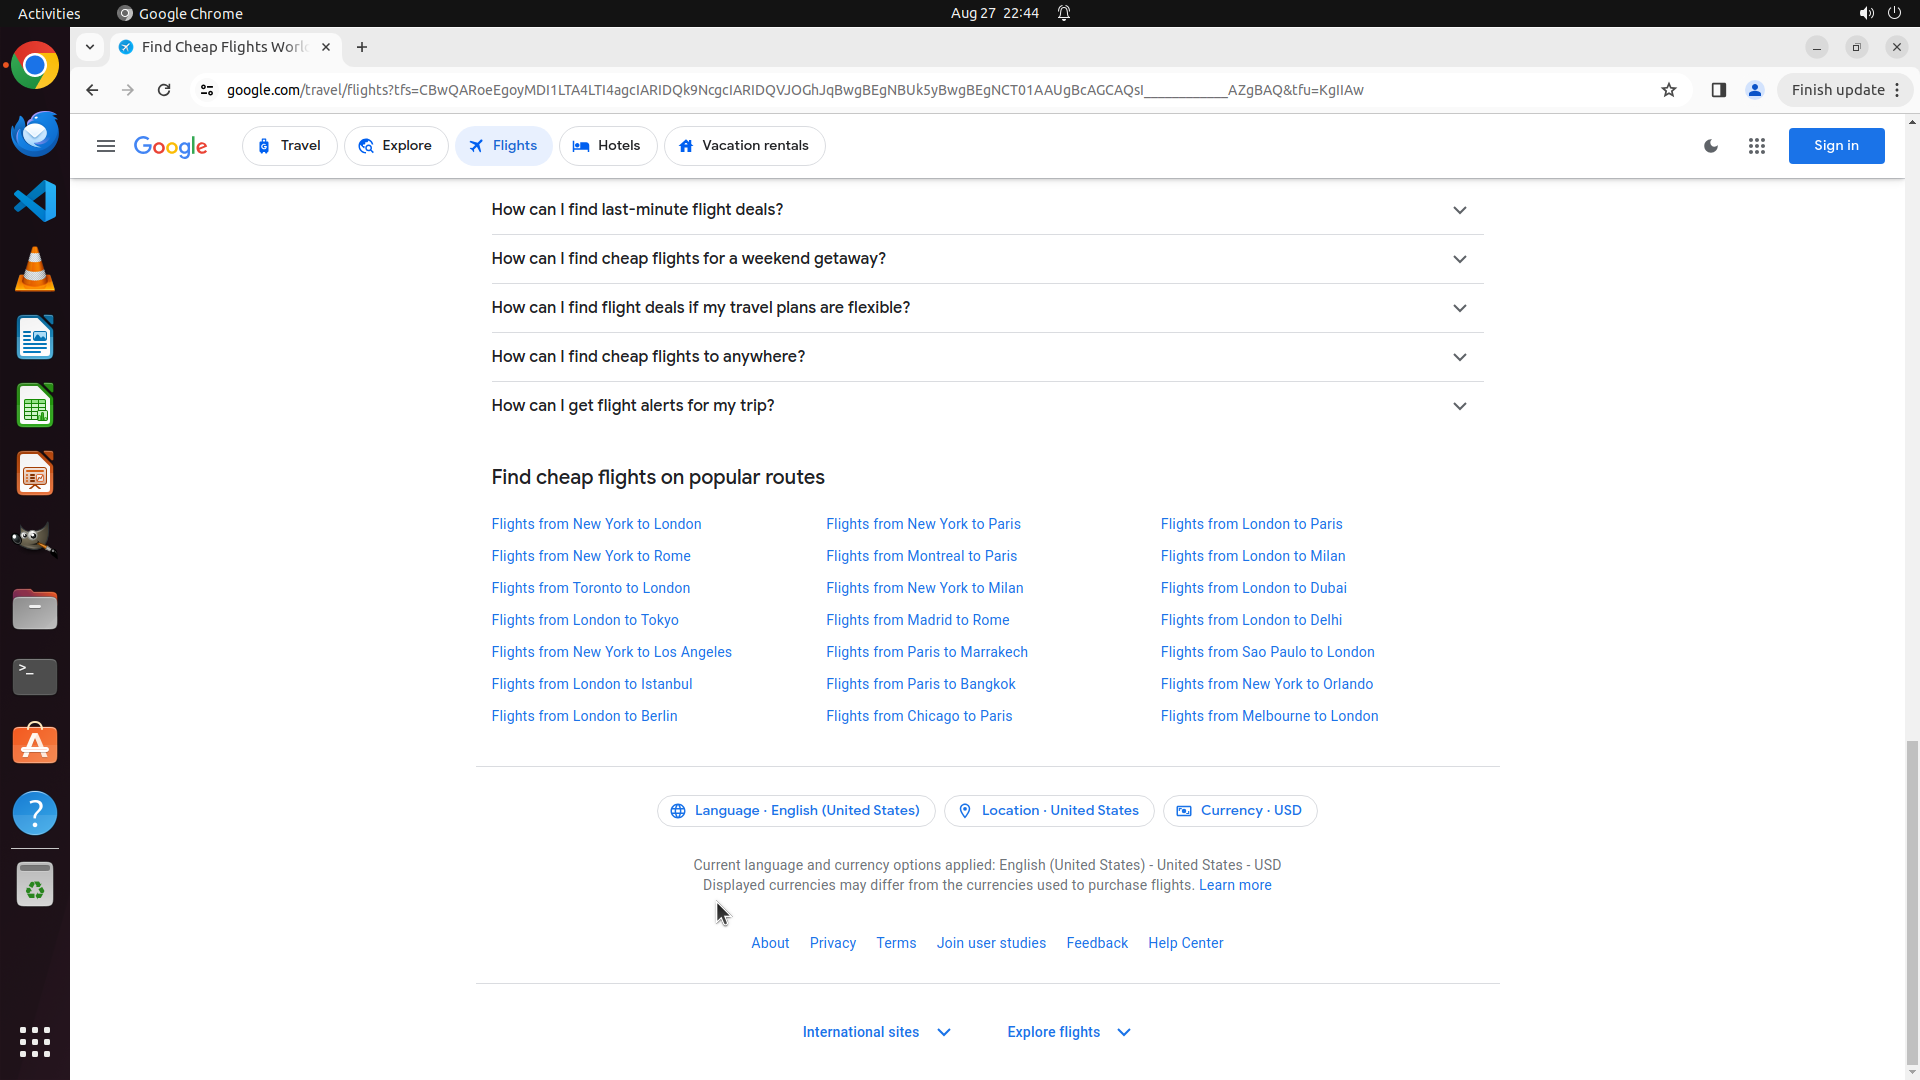 Activities
Google Chrome
Aug 27 22:44
Find Cheap Flights Worl
google.com/travel/flights?tfs=CBwQARoeEgoyMDI1LTA4LTI4agcIARIDQk9NcgcIARIDQVJOGhJqBwgBEgNBUk5yBwgBEgNCT01AAUgBcAGCAQsI____________AZgBAQ&tfu=KgIIAw
Finish update
Google
Travel
Explore
Flights
Hotels
Vacation rentals
Sign in
How can I find last-minute flight deals?
How can I find cheap flights for a weekend getaway?
How can I find flight deals if my travel plans are flexible?
How can I find cheap flights to anywhere?
How can I get flight alerts for my trip?
Find cheap flights on popular routes
Flights from New York to London
Flights from New York to Paris
Flights from London to Paris
Flights from New York to Rome
Flights from Montreal to Paris
Flights from London to Milan
Flights from Toronto to London
Flights from New York to Milan
Flights from London to Dubai
Flights from London to Tokyo
Flights from Madrid to Rome
Flights from London to Delhi
Flights from New York to Los Angeles
Flights from Paris to Marrakech
Flights from Sao Paulo to London
Flights from London to Istanbul
Flights from Paris to Bangkok
Flights from New York to Orlando
Flights from London to Berlin
Flights from Chicago to Paris
Flights from Melbourne to London
Language · English (United States)
Location · United States
Currency · USD
Current language and currency options applied: English (United States) - United States - USD
Displayed currencies may differ from the currencies used to purchase flights. Learn more
About
Privacy
Terms
Join user studies
Feedback
Help Center
International sites
Explore flights